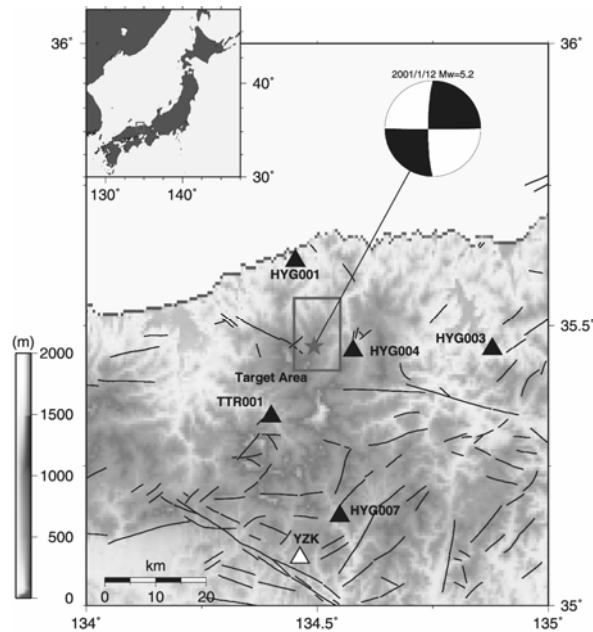 36°
40°
30°
130°
140°
2001/1/12 Mw=5.2
36°
HYG001
35.5°
HYG003
HYG004
Target Area
TTR001
(m)
2000
1500
1000
500
0
HYG007
YZK
km
0
10
20
35°
134°
134.5°
135°